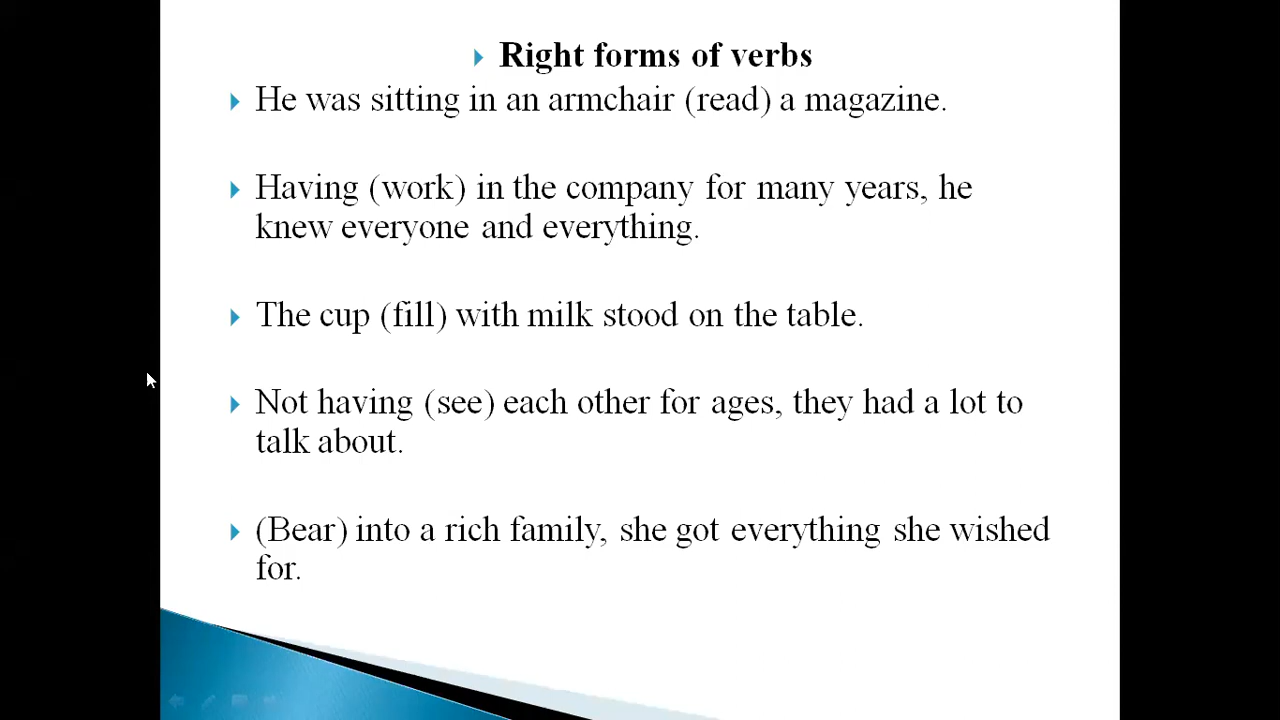 Right forms of verbs
He was sitting in an armchair (read) a magazine.
Having (work) in the company for many years, he
knew everyone and everything.
The cup (fill) with milk stood on the table.
Not having (see) each other for ages, they had a lot to
talk about.
(Bear) into a rich family, she got everything she wished
for.